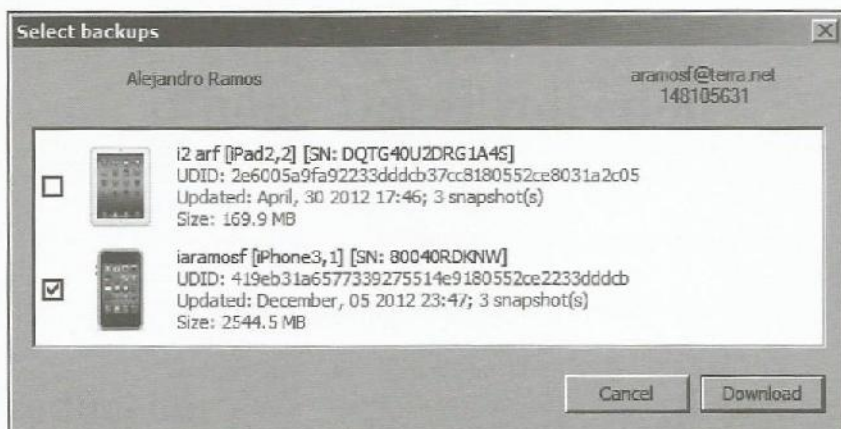 Select backups
Alejandro Ramos
aramosf@terra.net
148105631
i2 arf [iPad2,2] [SN: DQTG40U2DRG1A4S]
UDID: 2e6005a9fa92233dddcb37cc8180552ce8031a2c05
Updated: April, 30 2012 17:46; 3 snapshot(s)
Size: 169.9 MB
iaramosf [iPhone3,1] [SN: 80040RDKNW]
UDID: 419eb31a6577339275514e9180552ce2233dddcb
Updated: December, 05 2012 23:47; 3 snapshot(s)
Size: 2544.5 MB
Cancel
Download